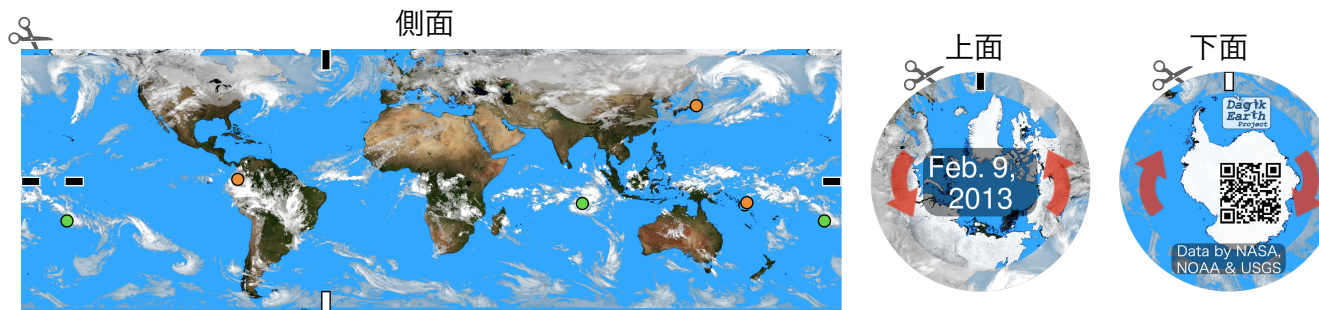 側面
上面
下面
Feb. 9,
2013
Dagik
Earth
Project
Data by NASA,
NOAA & USGS